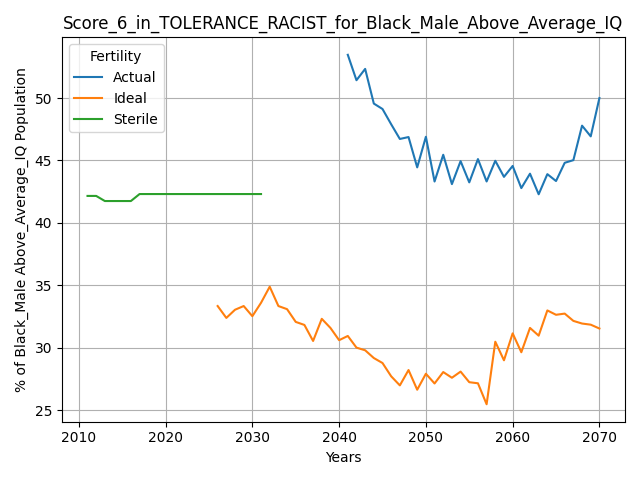 Score_6_in_TOLERANCE_RACIST_for_Black_Male_Above_Average_IQ
Fertility
Actual
Ideal
Sterile
% of Black_Male Above_Average_IQ Population
50
45
40
35
30
25
2010 2020 2030 2040 2050 2060 2070
Years